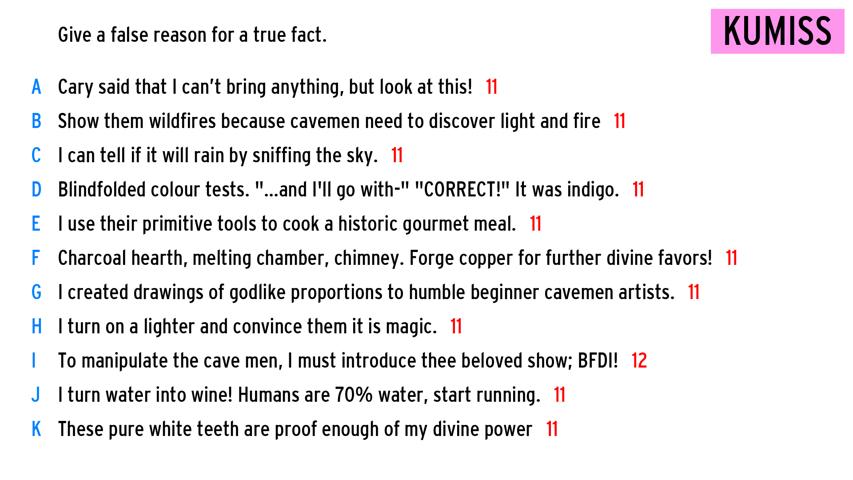 Give a false reason for a true fact.
KUMISS
A Cary said that I can't bring anything, but look at this! 11
B Show them wildfires because cavemen need to discover light and fire 11
C I can tell if it will rain by sniffing the sky. 11
D Blindfolded colour tests. "...and I'll go with-" "CORRECT!" It was indigo. 11
E I use their primitive tools to cook a historic gourmet meal. 11
F Charcoal hearth, melting chamber, chimney. Forge copper for further divine favors! 11
G I created drawings of godlike proportions to humble beginner cavemen artists. 11
H I turn on a lighter and convince them it is magic. 11
I To manipulate the cave men, I must introduce thee beloved show; BFDI! 12
J I turn water into wine! Humans are 70% water, start running. 11
K These pure white teeth are proof enough of my divine power 11